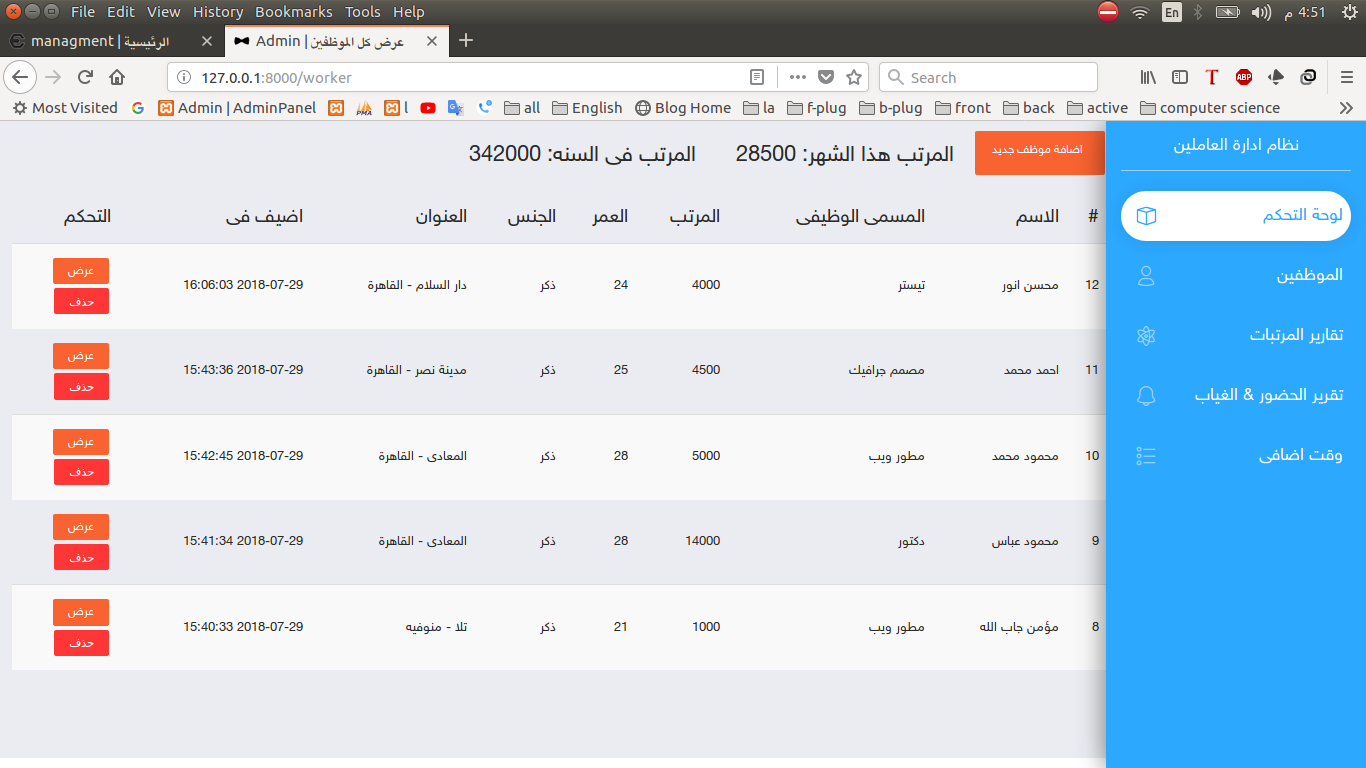 File Edit View History Bookmarks Tools Help
En
4:51 م
managment | الرئيسية
Admin | عرض كل الموظفين
127.0.0.1:8000/worker
Search
T
ABP
Most Visited
Admin | AdminPanel
PMA
l
all
English
Blog Home
la
f-plug
b-plug
front
back
active
computer science
نظام ادارة العاملين
لوحة التحكم
الموظفين
تقارير المرتبات
تقرير الحضور & الغياب
وقت اضافى
اضافة موظف جديد
المرتب هذا الشهر: 28500
المرتب فى السنه: 342000
# الاسم المسمى الوظيفى المرتب العمر الجنس العنوان اضيف فى التحكم
12 محسن انور تيستر 4000 24 ذكر دار السلام - القاهرة 2018-07-29 16:06:03 عرض
حذف
11 احمد محمد مصمم جرافيك 4500 25 ذكر مدينة نصر - القاهرة 2018-07-29 15:43:36 عرض
حذف
10 محمود محمد مطور ويب 5000 28 ذكر المعادى - القاهرة 2018-07-29 15:42:45 عرض
حذف
9 محمود عباس دكتور 14000 28 ذكر المعادى - القاهرة 2018-07-29 15:41:34 عرض
حذف
8 مؤمن جاب الله مطور ويب 1000 21 ذكر تلا - منوفيه 2018-07-29 15:40:33 عرض
حذف